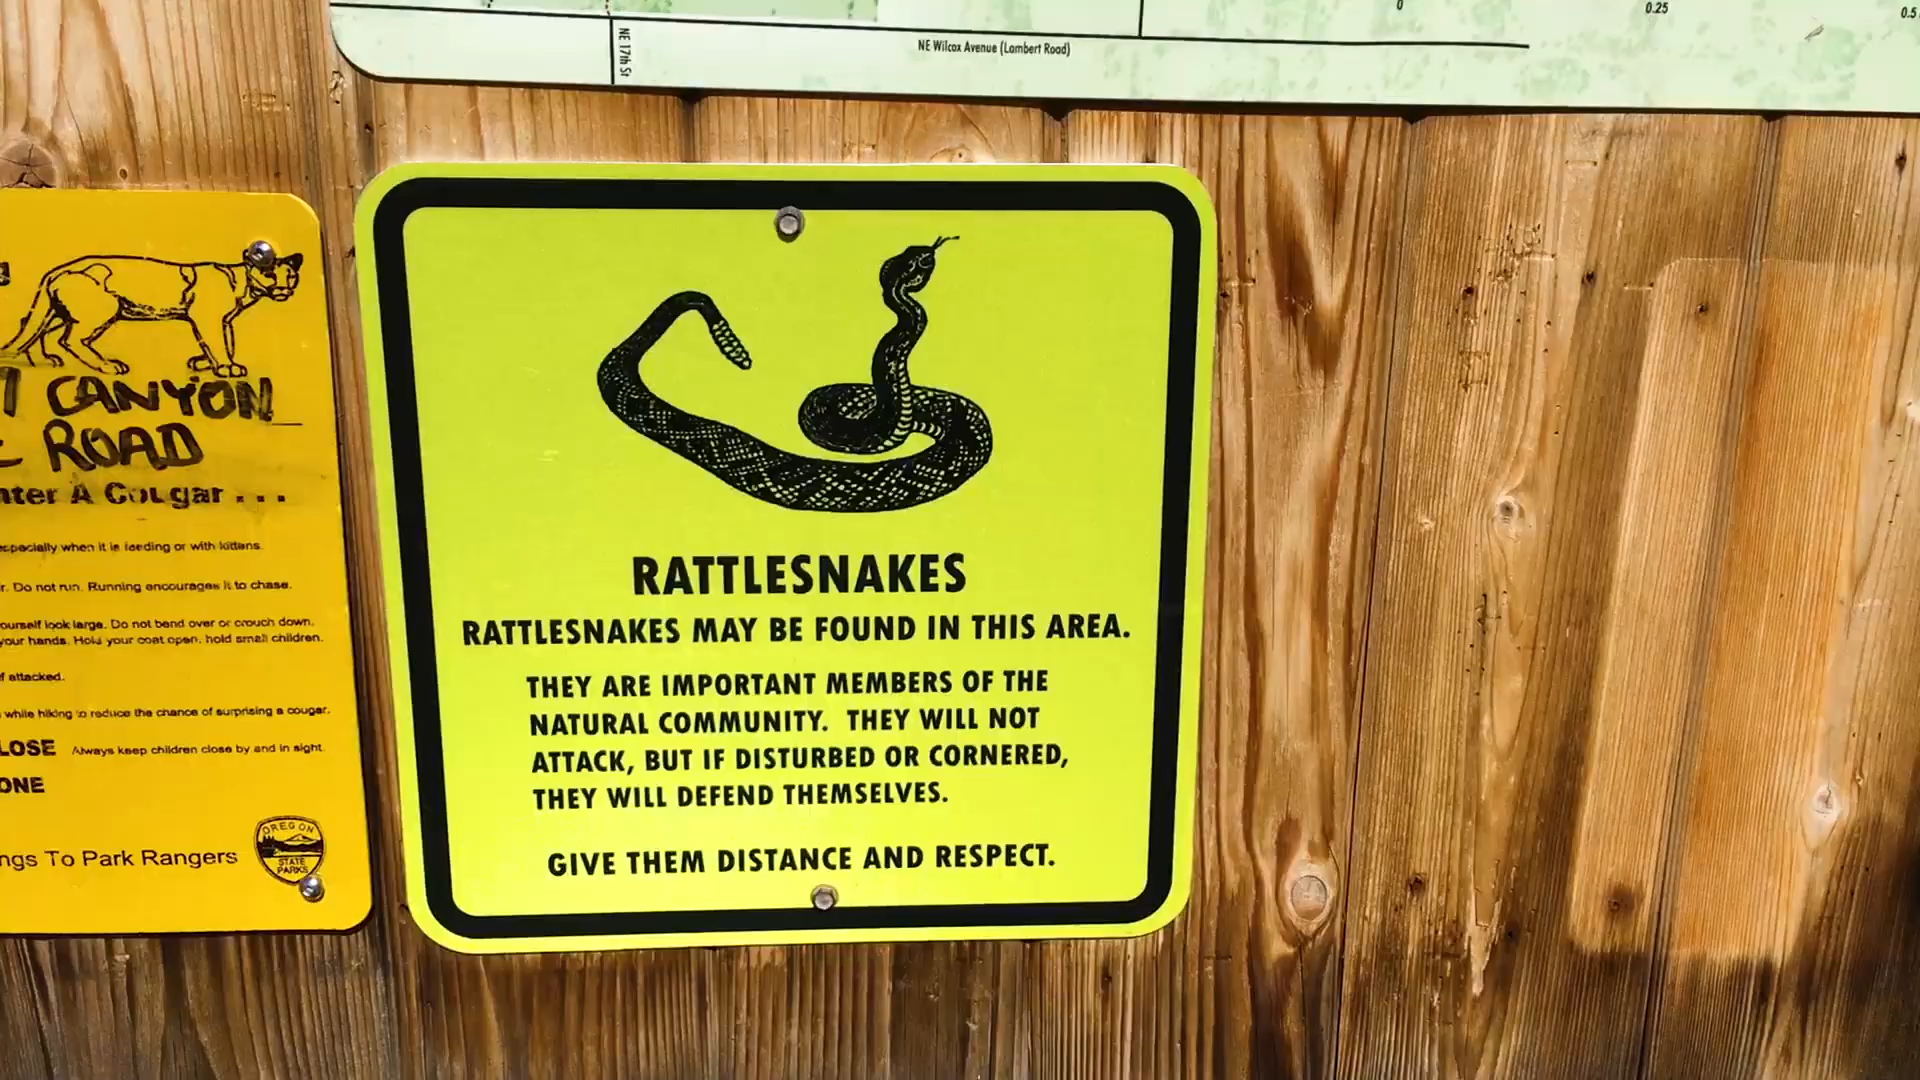 0 0.25 0.5
NE 17th St
NE Wilcox Avenue (Lambert Road)
CANYON
ROAD
A Cougar . . .
especially when it is feeding or with kittens.
Do not run. Running encourages it to chase.
yourself look large. Do not bend over or crouch down.
your hands. Hold your coat open, hold small children.
if attacked.
while hiking to reduce the chance of surprising a cougar.
Always keep children close by and in sight.
To Park Rangers
OREGON
STATE
PARKS
RATTLESNAKES
RATTLESNAKES MAY BE FOUND IN THIS AREA.
THEY ARE IMPORTANT MEMBERS OF THE
NATURAL COMMUNITY. THEY WILL NOT
ATTACK, BUT IF DISTURBED OR CORNERED,
THEY WILL DEFEND THEMSELVES.
GIVE THEM DISTANCE AND RESPECT.